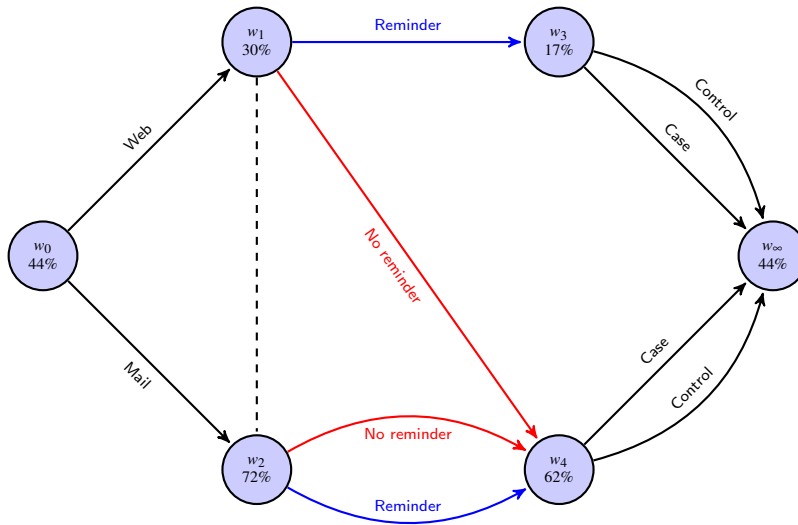 Reminder
w₁
30%
w₃
17%
Control
Web
Case
No reminder
w₀
44%
w∞
44%
Mail
Case
Control
No reminder
w₂
72%
w₄
62%
Reminder